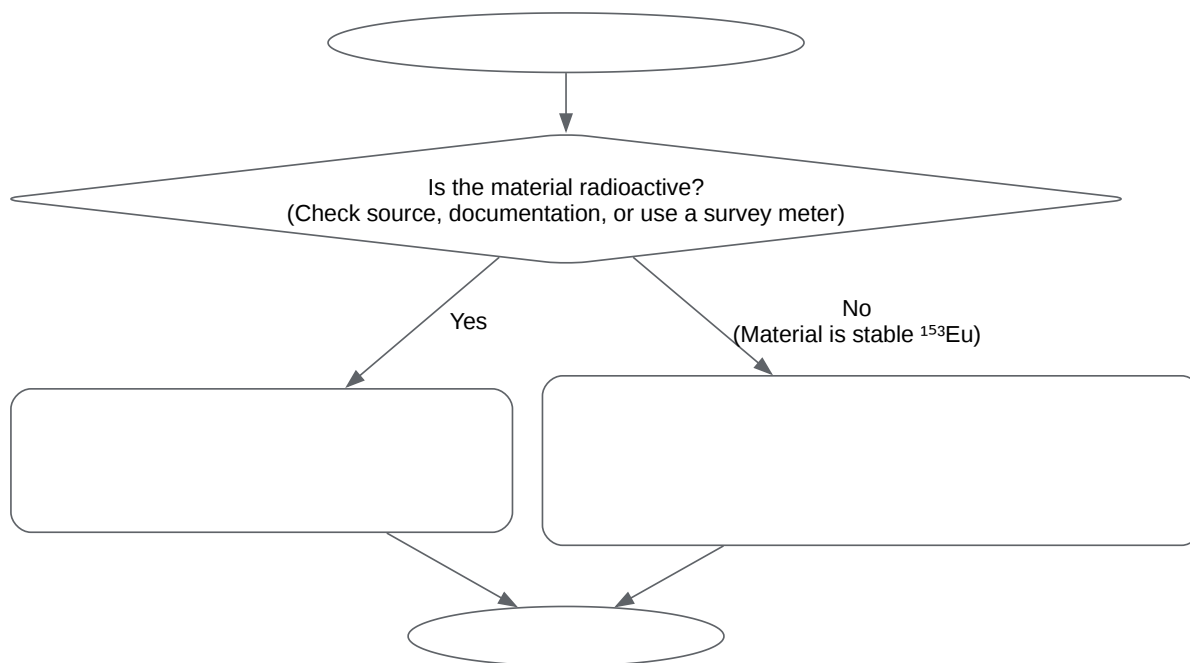 Is the material radioactive?
(Check source, documentation, or use a survey meter)
Yes
No
(Material is stable ¹⁵³Eu)